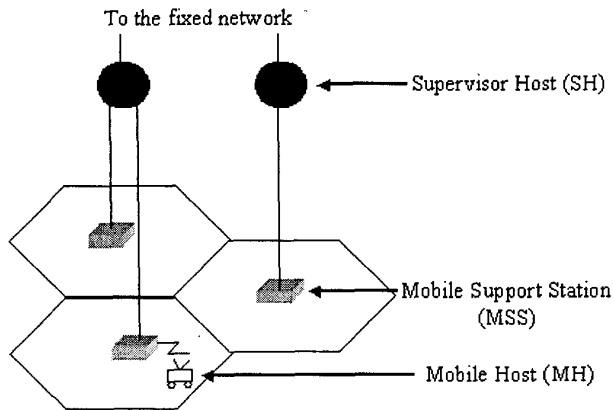 To the fixed network
Supervisor Host (SH)
Mobile Support Station
(MSS)
Mobile Host (MH)